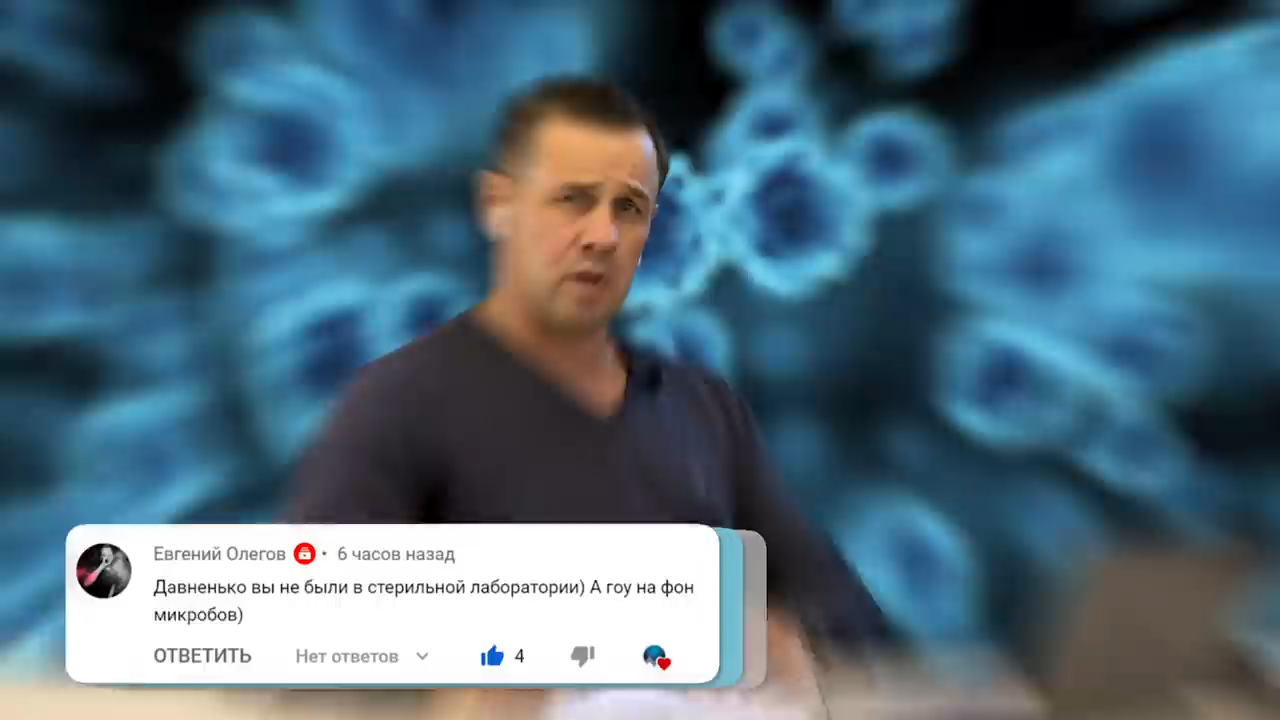 Евгений Олегов • 6 часов назад
Давненько вы не были в стерильной лаборатории) А гоу на фон
микробов)
ОТВЕТИТЬ Нет ответов 4